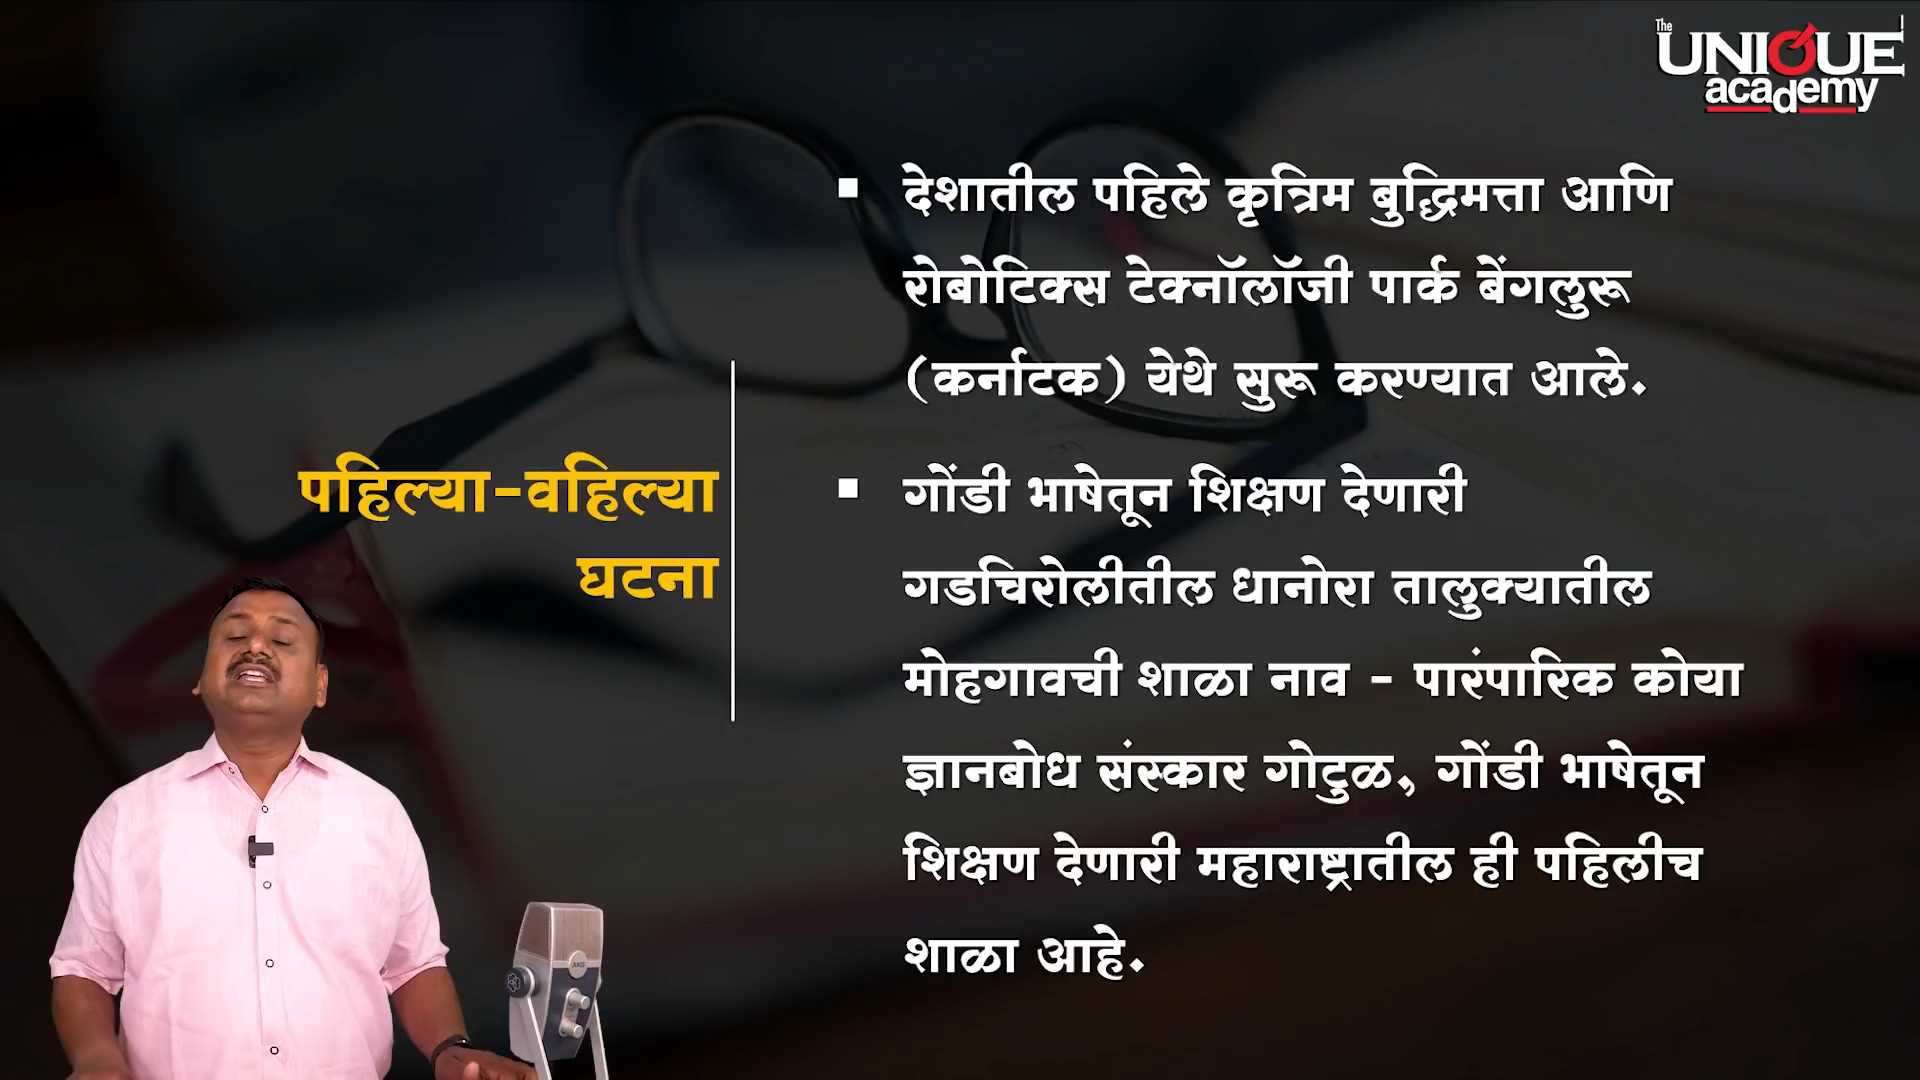 The
UNIQUE
academy
देशातील पहिले कृत्रिम बुद्धिमत्ता आणि
रोबोटिक्स टेक्नॉलॉजी पार्क बेंगलुरू
(कर्नाटक) येथे सुरू करण्यात आले.
पहिल्या-वहिल्या
घटना
गोंडी भाषेतून शिक्षण देणारी
गडचिरोलीतील धानोरा तालुक्यातील
मोहगावची शाळा नाव - पारंपारिक कोया
ज्ञानबोध संस्कार गोटुळ, गोंडी भाषेतून
शिक्षण देणारी महाराष्ट्रातील ही पहिलीच
शाळा आहे.
AKG